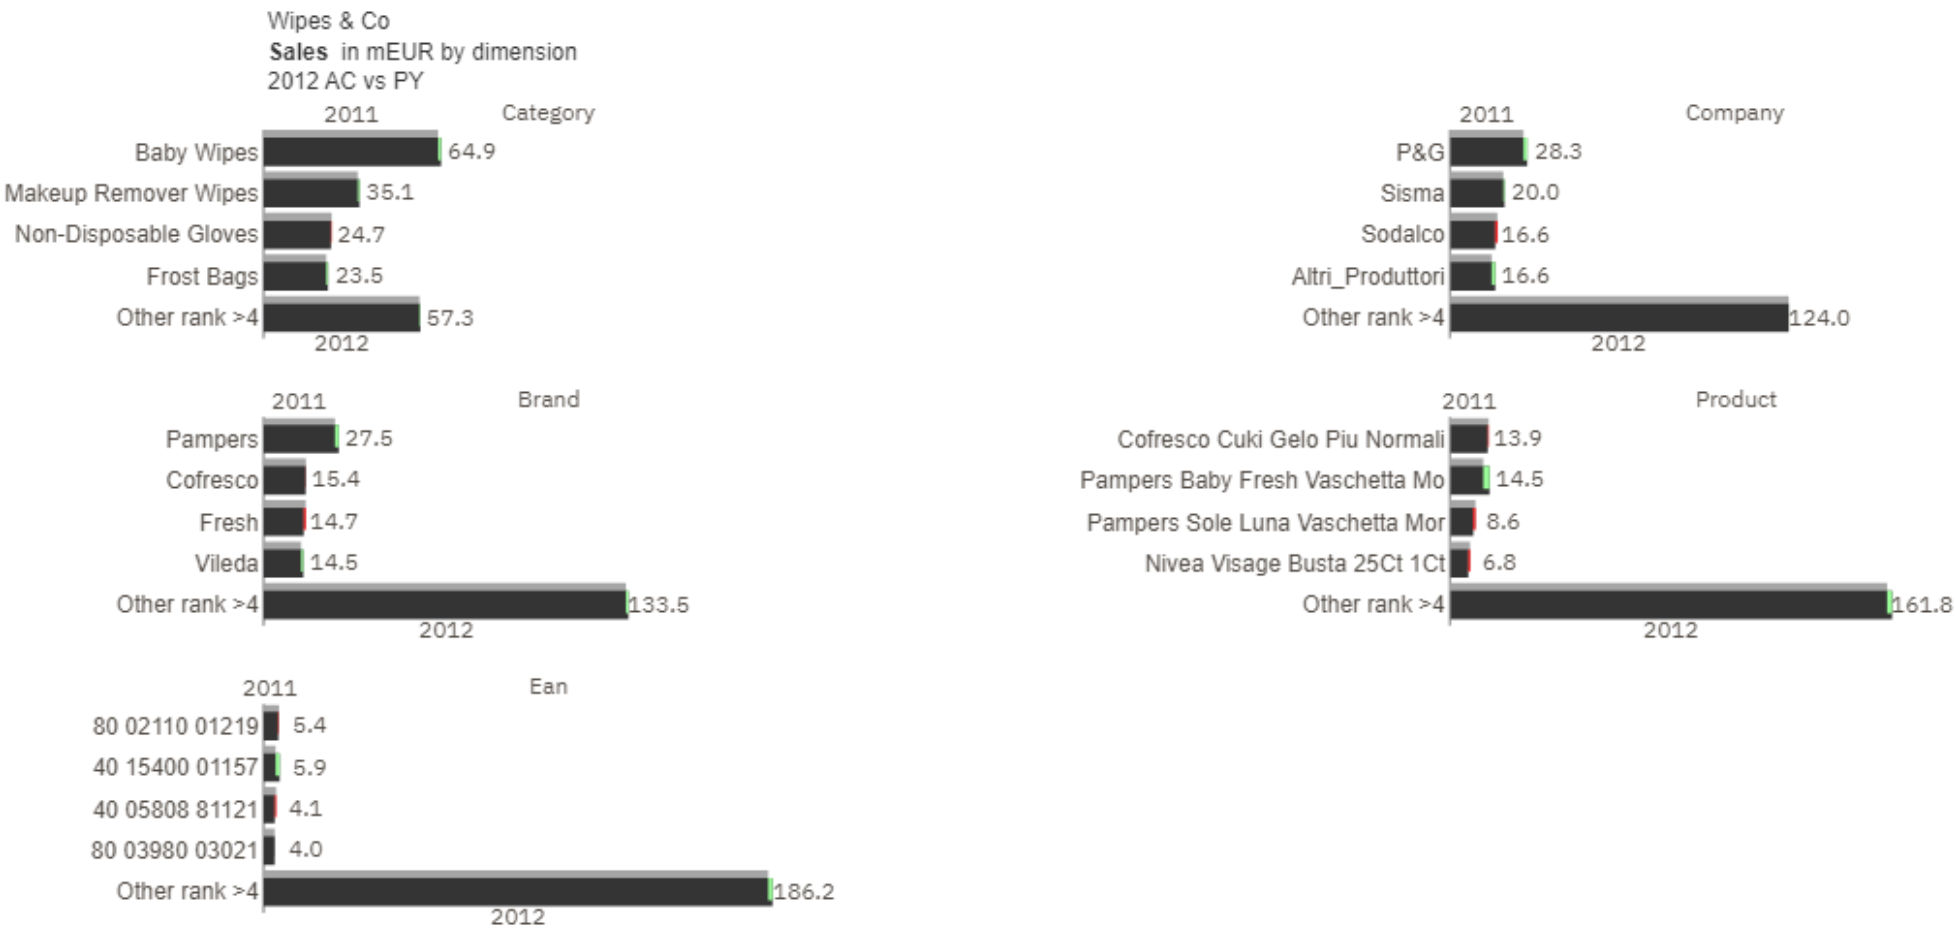 Wipes & Co
Sales in mEUR by dimension
2012 AC vs PY
2011 Category
Baby Wipes 64.9
Makeup Remover Wipes 35.1
Non-Disposable Gloves 24.7
Frost Bags 23.5
Other rank >4 57.3
2012
2011 Company
P&G 28.3
Sisma 20.0
Sodalco 16.6
Altri_Produttori 16.6
Other rank >4 124.0
2012
2011 Brand
Pampers 27.5
Cofresco 15.4
Fresh 14.7
Vileda 14.5
Other rank >4 133.5
2012
2011 Product
Cofresco Cuki Gelo Piu Normali 13.9
Pampers Baby Fresh Vaschetta Mo 14.5
Pampers Sole Luna Vaschetta Mor 8.6
Nivea Visage Busta 25Ct 1Ct 6.8
Other rank >4 161.8
2012
2011 Ean
80 02110 01219 5.4
40 15400 01157 5.9
40 05808 81121 4.1
80 03980 03021 4.0
Other rank >4 186.2
2012